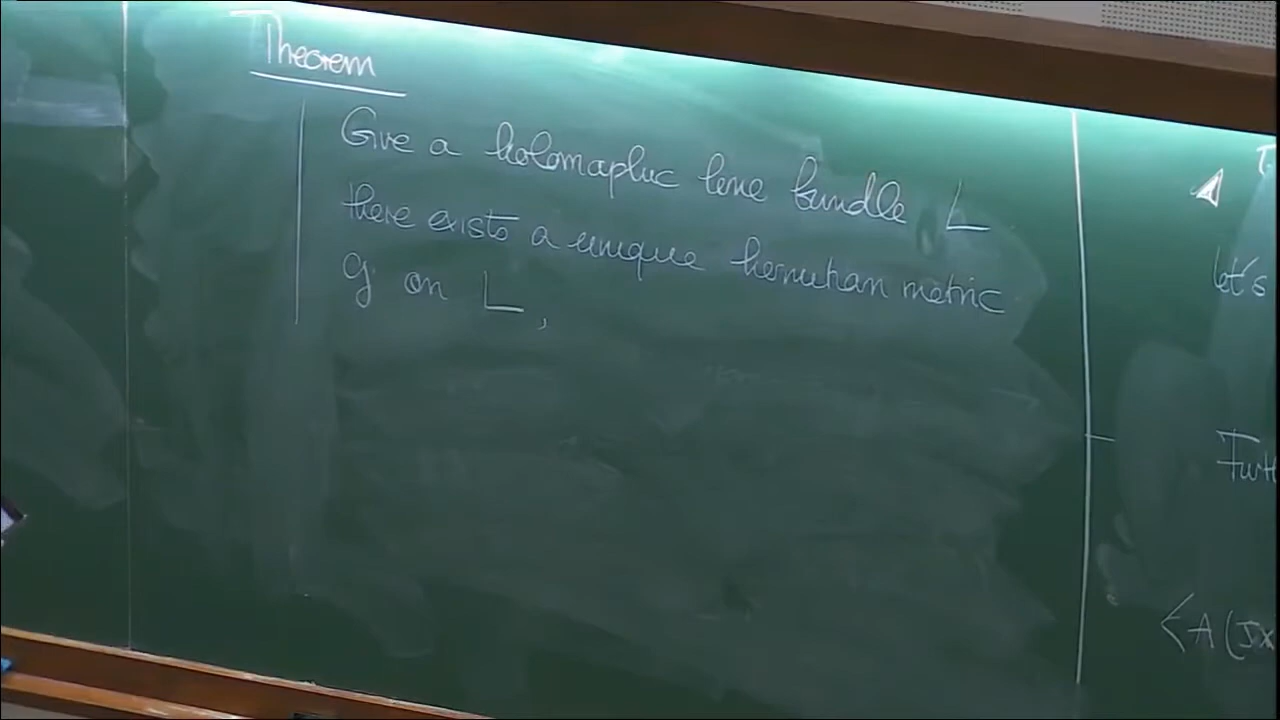 Theorem
Give a holomorphic line bundle L
there exists a unique hermitian metric
g on L,
let's
Furth
<A(Jx